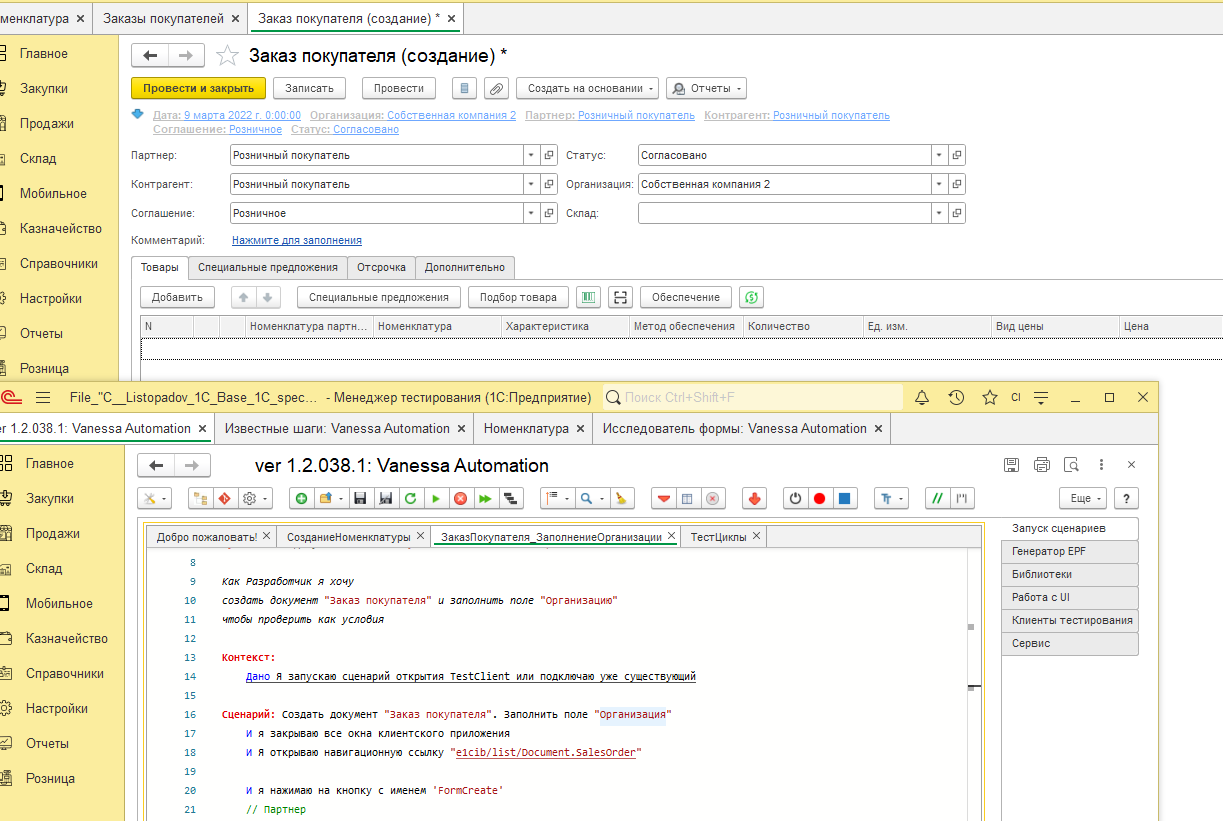 менклатура × Заказы покупателей × Заказ покупателя (создание) * ×
Главное
Закупки
Продажи
Склад
Мобильное
Казначейство
Справочники
Настройки
Отчеты
Розница
Заказ покупателя (создание) *
Провести и закрыть Записать Провести Создать на основании Отчеты
Дата: 9 марта 2022 г. 0:00:00 Организация: Собственная компания 2 Партнер: Розничный покупатель Контрагент: Розничный покупатель
Соглашение: Розничное Статус: Согласовано
Партнер: Розничный покупатель Статус: Согласовано
Контрагент: Розничный покупатель Организация: Собственная компания 2
Соглашение: Розничное Склад:
Комментарий: Нажмите для заполнения
Товары Специальные предложения Отсрочка Дополнительно
Добавить Специальные предложения Подбор товара Обеспечение
N Номенклатура партн... Номенклатура Характеристика Метод обеспечения Количество Ед. изм. Вид цены Цена
File_"C__Listopadov_1C_Base_1C_spec... - Менеджер тестирования (1С:Предприятие) Поиск Ctrl+Shift+F CI
er 1.2.038.1: Vanessa Automation × Известные шаги: Vanessa Automation × Номенклатура × Исследователь формы: Vanessa Automation ×
Главное
Закупки
Продажи
Склад
Мобильное
Казначейство
Справочники
Настройки
Отчеты
Розница
ver 1.2.038.1: Vanessa Automation
Еще ?
Добро пожаловать! × СозданиеНоменклатуры × ЗаказПокупателя_ЗаполнениеОрганизации × ТестЦиклы ×
8
9 Как Разработчик я хочу
10 создать документ "Заказ покупателя" и заполнить поле "Организацию"
11 чтобы проверить как условия
12
13 Контекст:
14 Дано Я запускаю сценарий открытия TestClient или подключаю уже существующий
15
16 Сценарий: Создать документ "Заказ покупателя". Заполнить поле "Организация"
17 И я закрываю все окна клиентского приложения
18 И Я открываю навигационную ссылку "e1cib/list/Document.SalesOrder"
19
20 И я нажимаю на кнопку с именем 'FormCreate'
21 // Партнер
Запуск сценариев
Генератор EPF
Библиотеки
Работа с UI
Клиенты тестирования
Сервис